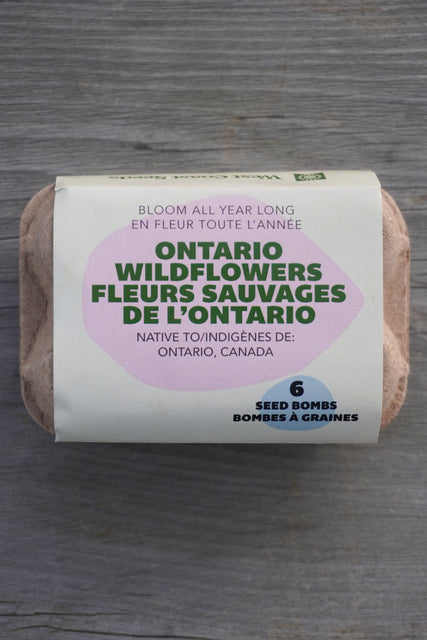 West Coast Seeds
BLOOM ALL YEAR LONG
EN FLEUR TOUTE L'ANNÉE
ONTARIO
WILDFLOWERS
FLEURS SAUVAGES
DE L'ONTARIO
NATIVE TO/INDIGÈNES DE:
ONTARIO, CANADA
6
SEED BOMBS
BOMBES À GRAINES